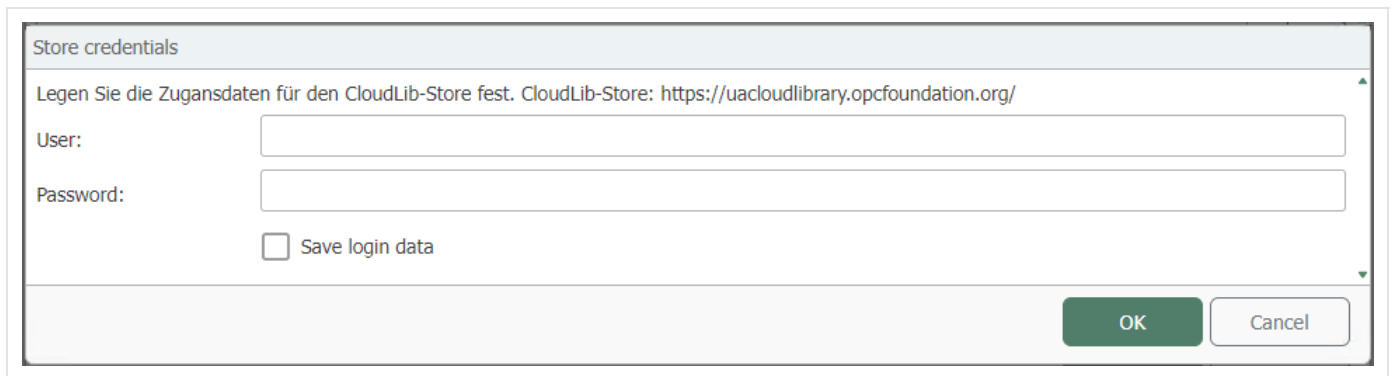 Store credentials
Legen Sie die Zugansdaten für den CloudLib-Store fest. CloudLib-Store: https://uacloudlibrary.opcfoundation.org/
User:
Password:
Save login data
OK Cancel